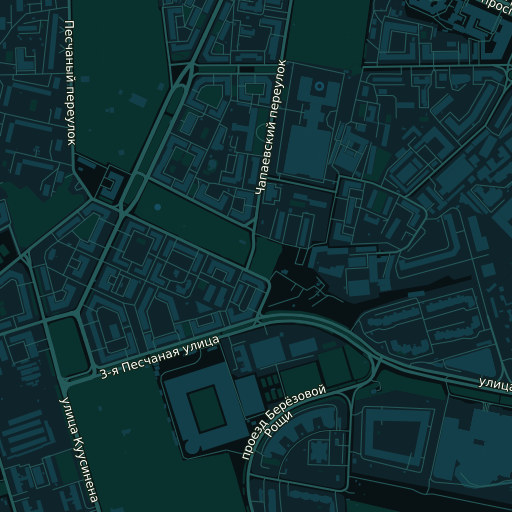 Песчаный переулок
Чапаевский переулок
3-я Песчаная улица
улица
улица Куусинена
проезд Берёзовой
Рощи